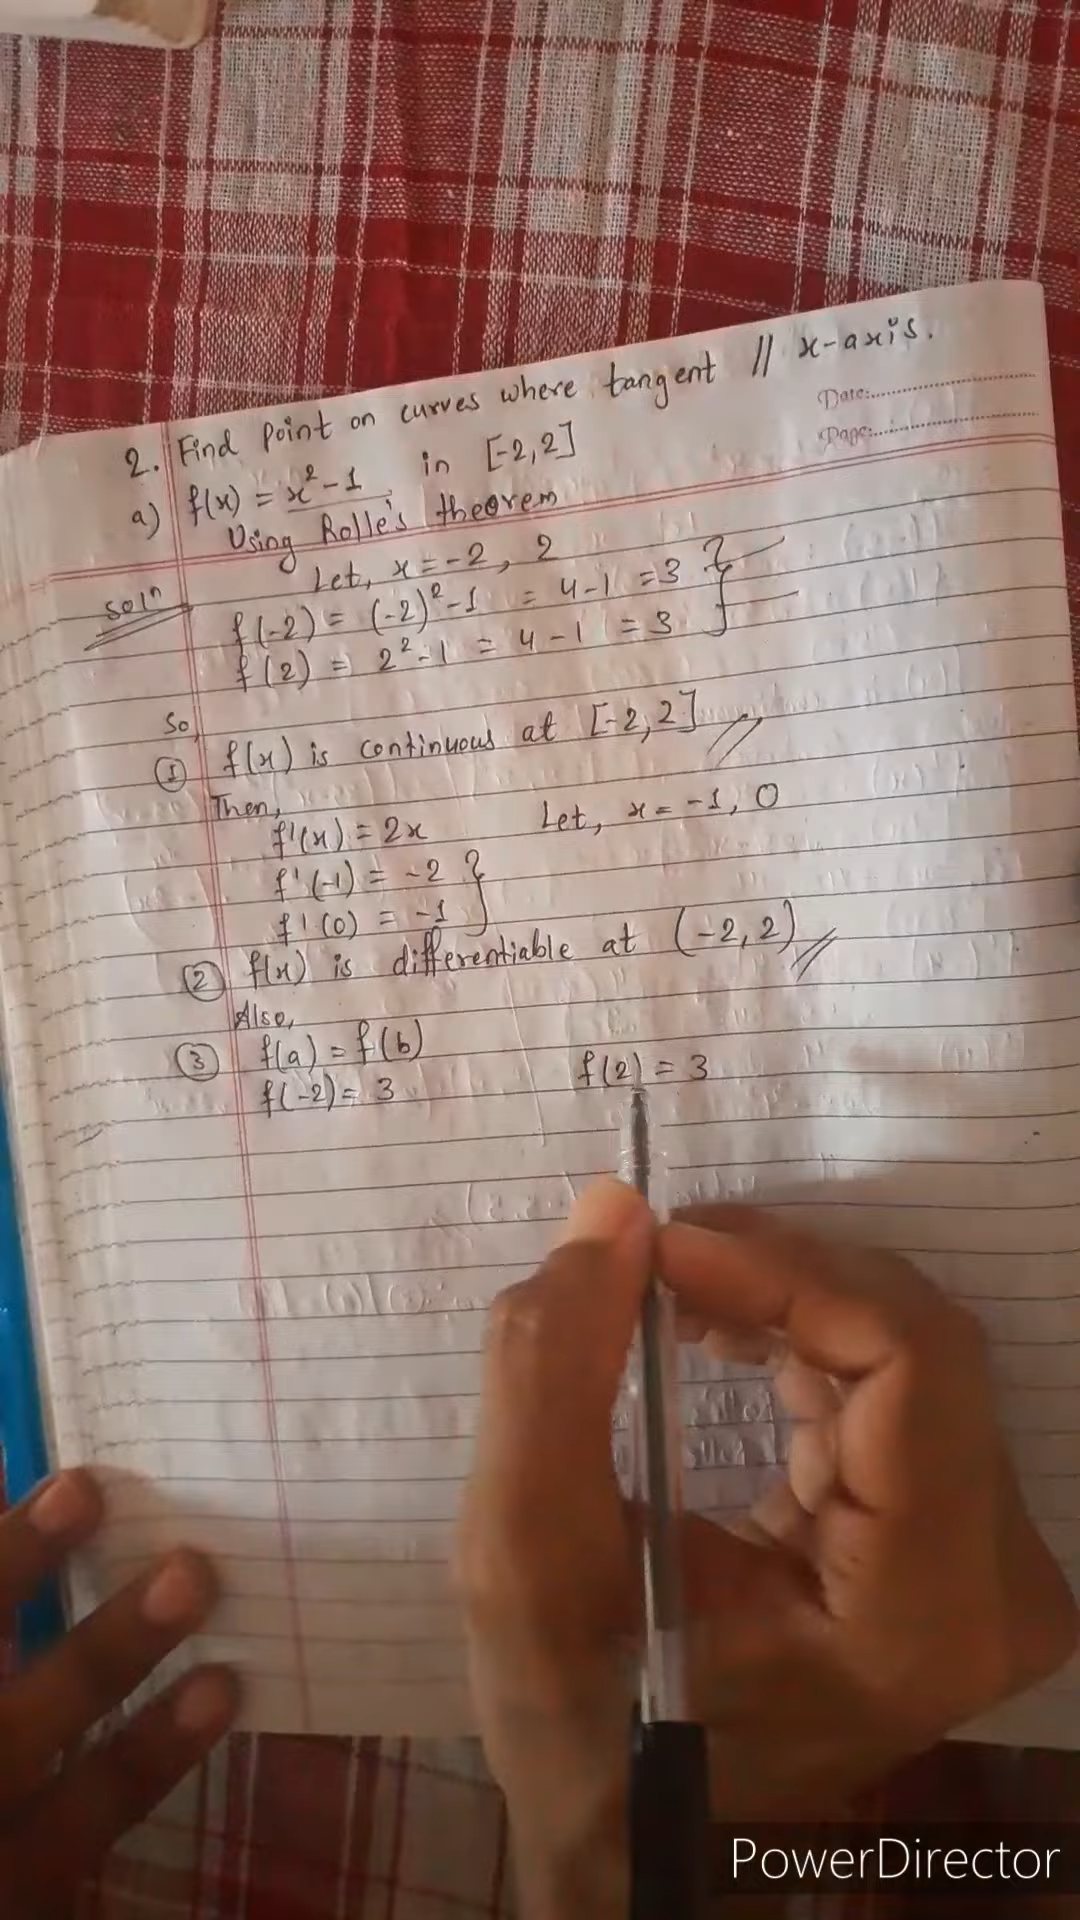 2. Find point on curves where tangent // x-axis.
Date:
Page:
a) f(x) = x² - 1 in [-2,2]
Using Rolle's theorem
Soln
Let, x = -2, 2
f(-2) = (-2)² - 1 = 4 - 1 = 3 }
f(2) = 2² - 1 = 4 - 1 = 3
So,
① f(x) is continuous at [-2,2]
Then,
f'(x) = 2x Let, x = -1, 0
f'(-1) = -2 }
f'(0) = -1
② f(x) is differentiable at (-2,2)
Also,
③ f(a) = f(b)
f(-2) = 3 f(2) = 3
PowerDirector